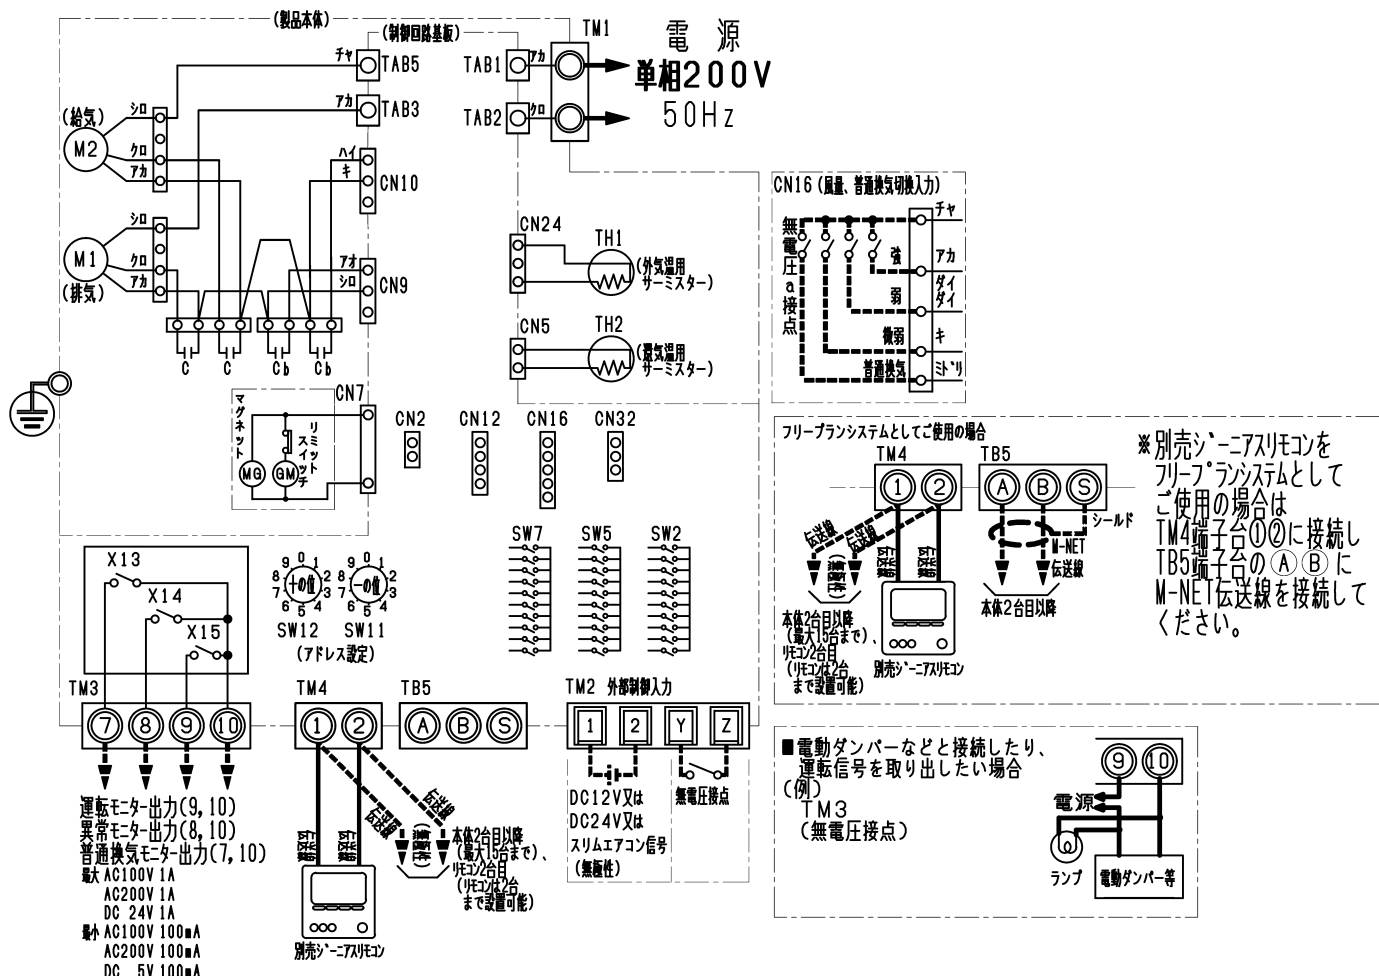 (製品本体)
(制御回路基板)
TM1
電 源
単相200V
50Hz
チャ
TAB5
TAB1
アカ
アカ
TAB3
TAB2
クロ
(給気)
M2
シロ
クロ
アカ
ハイ
キ
CN10
(排気)
M1
シロ
クロ
アカ
アオ
シロ
CN9
C
C
Cb
Cb
CN24
TH1
(外気温用
サーミスター)
CN5
TH2
(還気温用
サーミスター)
CN16(風量、普通換気切換入力)
無電圧a接点
チャ
強
アカ
ダイダイ
弱
微弱
キ
普通換気
ミドリ
マグネット
リミット
スイッチ
MG
GM
CN7
CN2
CN12
CN16
CN32
SW7
SW5
SW2
X13
X14
X15
0
1
2
3
4
5
6
7
8
9
十の位
SW12
0
1
2
3
4
5
6
7
8
9
一の位
SW11
(アドレス設定)
TM3
7
8
9
10
運転モニター出力(9,10)
異常モニター出力(8,10)
普通換気モニター出力(7,10)
最大 AC100V 1A
AC200V 1A
DC 24V 1A
最小 AC100V 100mA
AC200V 100mA
DC 5V 100mA
TM4
1
2
伝送線
伝送線
伝送線
伝送線
(無極性)
本体2台目以降
(最大15台まで)、
リモコン2台目
(リモコンは2台
まで設置可能)
別売ジーニアスリモコン
TB5
A
B
S
TM2 外部制御入力
1
2
Y
Z
DC12V又は
DC24V又は
スリムエアコン信号
(無極性)
無電圧接点
フリープランシステムとしてご使用の場合
TM4
1
2
伝送線
伝送線
伝送線
伝送線
(無極性)
本体2台目以降
(最大15台まで)、
リモコン2台目
(リモコンは2台
まで設置可能)
別売ジーニアスリモコン
TB5
A
B
S
シールド
M-NET
伝送線
本体2台目以降
※別売ジーニアスリモコンを
フリープランシステムとして
ご使用の場合は
TM4端子台①②に接続し
TB5端子台のⒶⒷに
M-NET伝送線を接続して
ください。
■電動ダンパーなどと接続したり、
運転信号を取り出したい場合
(例)
TM3
(無電圧接点)
9
10
電源
ランプ
電動ダンパー等